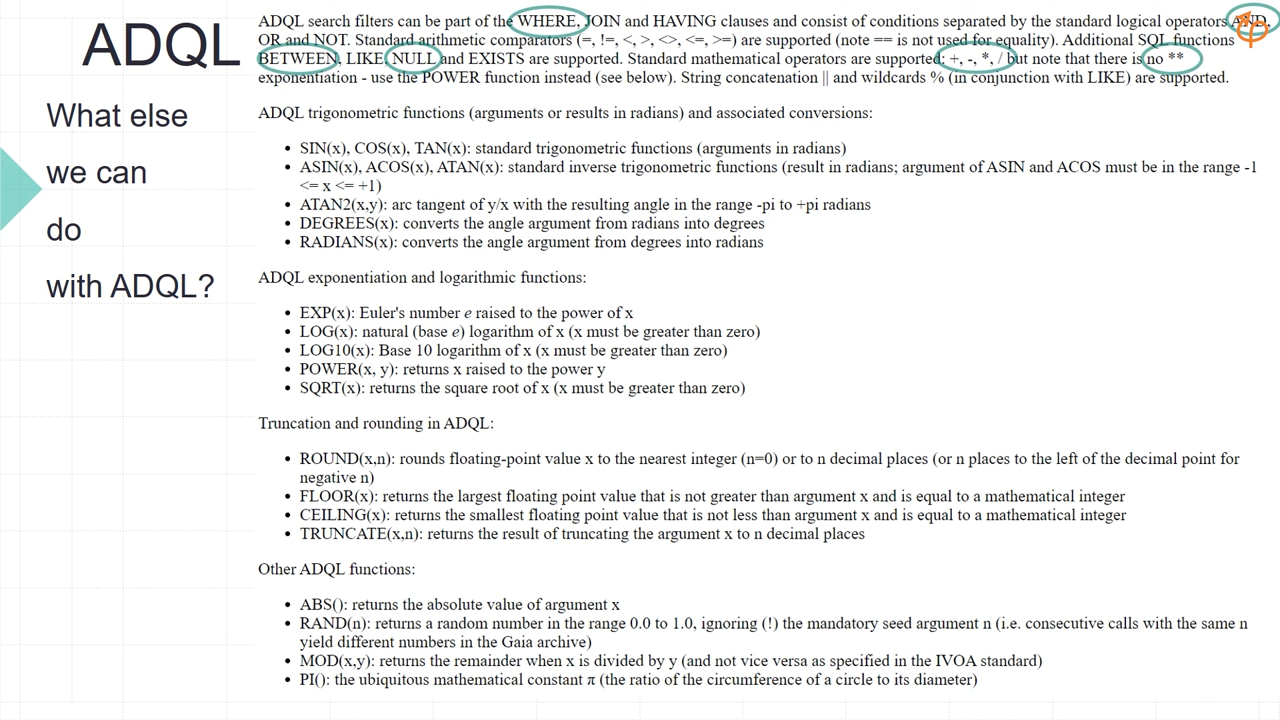 ADQL
What else
we can
do
with ADQL?
ADQL search filters can be part of the WHERE, JOIN and HAVING clauses and consist of conditions separated by the standard logical operators AND,
OR and NOT. Standard arithmetic comparators (=, !=, <, >, <>, <=, >=) are supported (note == is not used for equality). Additional SQL functions
BETWEEN, LIKE, NULL and EXISTS are supported. Standard mathematical operators are supported: +, -, *, / but note that there is no **
exponentiation - use the POWER function instead (see below). String concatenation || and wildcards % (in conjunction with LIKE) are supported.
ADQL trigonometric functions (arguments or results in radians) and associated conversions:
• SIN(x), COS(x), TAN(x): standard trigonometric functions (arguments in radians)
• ASIN(x), ACOS(x), ATAN(x): standard inverse trigonometric functions (result in radians; argument of ASIN and ACOS must be in the range -1
<= x <= +1)
• ATAN2(x,y): arc tangent of y/x with the resulting angle in the range -pi to +pi radians
• DEGREES(x): converts the angle argument from radians into degrees
• RADIANS(x): converts the angle argument from degrees into radians
ADQL exponentiation and logarithmic functions:
• EXP(x): Euler's number e raised to the power of x
• LOG(x): natural (base e) logarithm of x (x must be greater than zero)
• LOG10(x): Base 10 logarithm of x (x must be greater than zero)
• POWER(x, y): returns x raised to the power y
• SQRT(x): returns the square root of x (x must be greater than zero)
Truncation and rounding in ADQL:
• ROUND(x,n): rounds floating-point value x to the nearest integer (n=0) or to n decimal places (or n places to the left of the decimal point for
negative n)
• FLOOR(x): returns the largest floating point value that is not greater than argument x and is equal to a mathematical integer
• CEILING(x): returns the smallest floating point value that is not less than argument x and is equal to a mathematical integer
• TRUNCATE(x,n): returns the result of truncating the argument x to n decimal places
Other ADQL functions:
• ABS(): returns the absolute value of argument x
• RAND(n): returns a random number in the range 0.0 to 1.0, ignoring (!) the mandatory seed argument n (i.e. consecutive calls with the same n
yield different numbers in the Gaia archive)
• MOD(x,y): returns the remainder when x is divided by y (and not vice versa as specified in the IVOA standard)
• PI(): the ubiquitous mathematical constant π (the ratio of the circumference of a circle to its diameter)